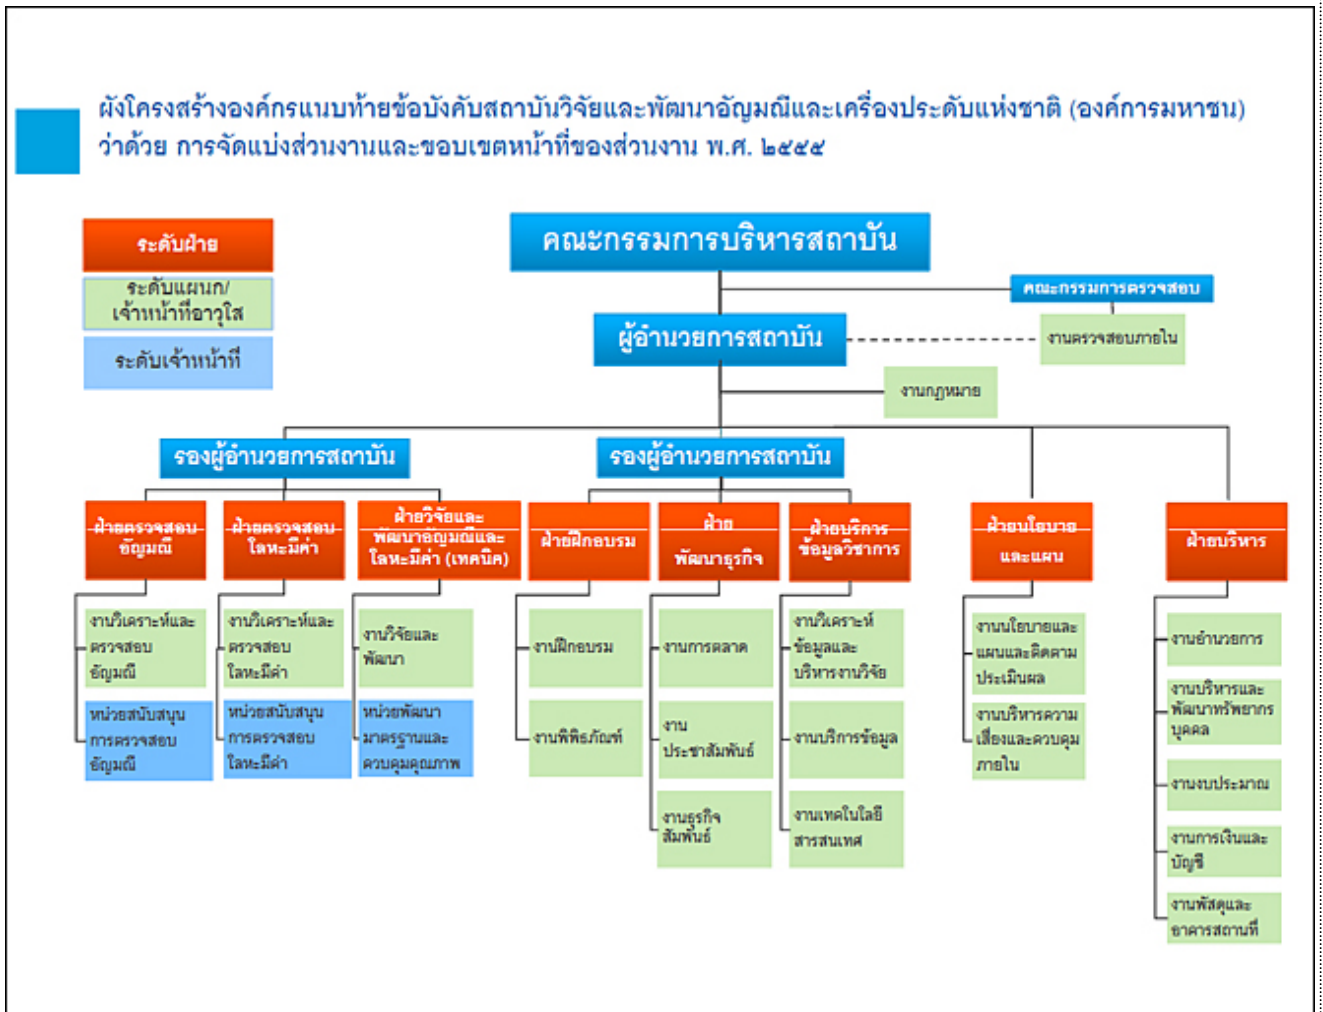 ผังโครงสร้างองค์กรแนบท้ายข้อบังคับสถาบันวิจัยและพัฒนาอัญมณีและเครื่องประดับแห่งชาติ (องค์การมหาชน)
ว่าด้วย การจัดแบ่งส่วนงานและขอบเขตหน้าที่ของส่วนงาน พ.ศ. ๒๕๕๕
ระดับฝ่าย
ระดับแผนก/
เจ้าหน้าที่อาวุโส
ระดับเจ้าหน้าที่
คณะกรรมการบริหารสถาบัน
คณะกรรมการตรวจสอบ
ผู้อำนวยการสถาบัน
งานตรวจสอบภายใน
งานกฎหมาย
รองผู้อำนวยการสถาบัน
รองผู้อำนวยการสถาบัน
ฝ่ายตรวจสอบ
อัญมณี
ฝ่ายตรวจสอบ
โลหะมีค่า
ฝ่ายวิจัยและ
พัฒนาอัญมณีและ
โลหะมีค่า (เทคนิค)
ฝ่ายฝึกอบรม
ฝ่าย
พัฒนาธุรกิจ
ฝ่ายบริการ
ข้อมูลวิชาการ
ฝ่ายนโยบาย
และแผน
ฝ่ายบริหาร
งานวิเคราะห์และ
ตรวจสอบ
อัญมณี
หน่วยสนับสนุน
การตรวจสอบ
อัญมณี
งานวิเคราะห์และ
ตรวจสอบ
โลหะมีค่า
หน่วยสนับสนุน
การตรวจสอบ
โลหะมีค่า
งานวิจัยและ
พัฒนา
หน่วยพัฒนา
มาตรฐานและ
ควบคุมคุณภาพ
งานฝึกอบรม
งานพิพิธภัณฑ์
งานการตลาด
งาน
ประชาสัมพันธ์
งานธุรกิจ
สัมพันธ์
งานวิเคราะห์
ข้อมูลและ
บริหารงานวิจัย
งานบริการข้อมูล
งานเทคโนโลยี
สารสนเทศ
งานนโยบายและ
แผนและติดตาม
ประเมินผล
งานบริหารความ
เสี่ยงและควบคุม
ภายใน
งานอำนวยการ
งานบริหารและ
พัฒนาทรัพยากร
บุคคล
งานงบประมาณ
งานการเงินและ
บัญชี
งานพัสดุและ
อาคารสถานที่